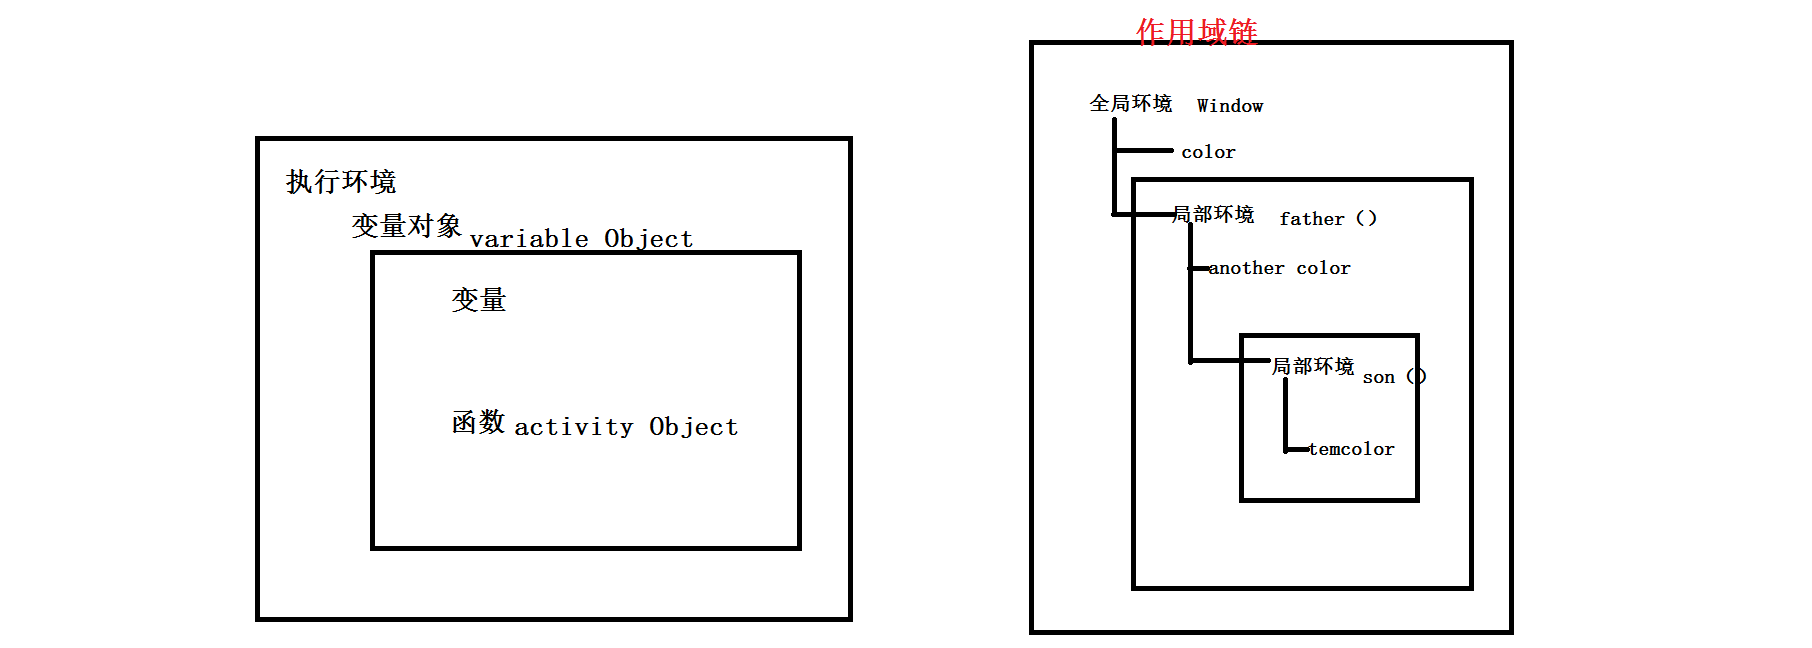 执行环境
变量对象 variable Object
变量
函数 activity Object
作用域链
全局环境 Window
color
局部环境 father()
another color
局部环境 son()
temcolor